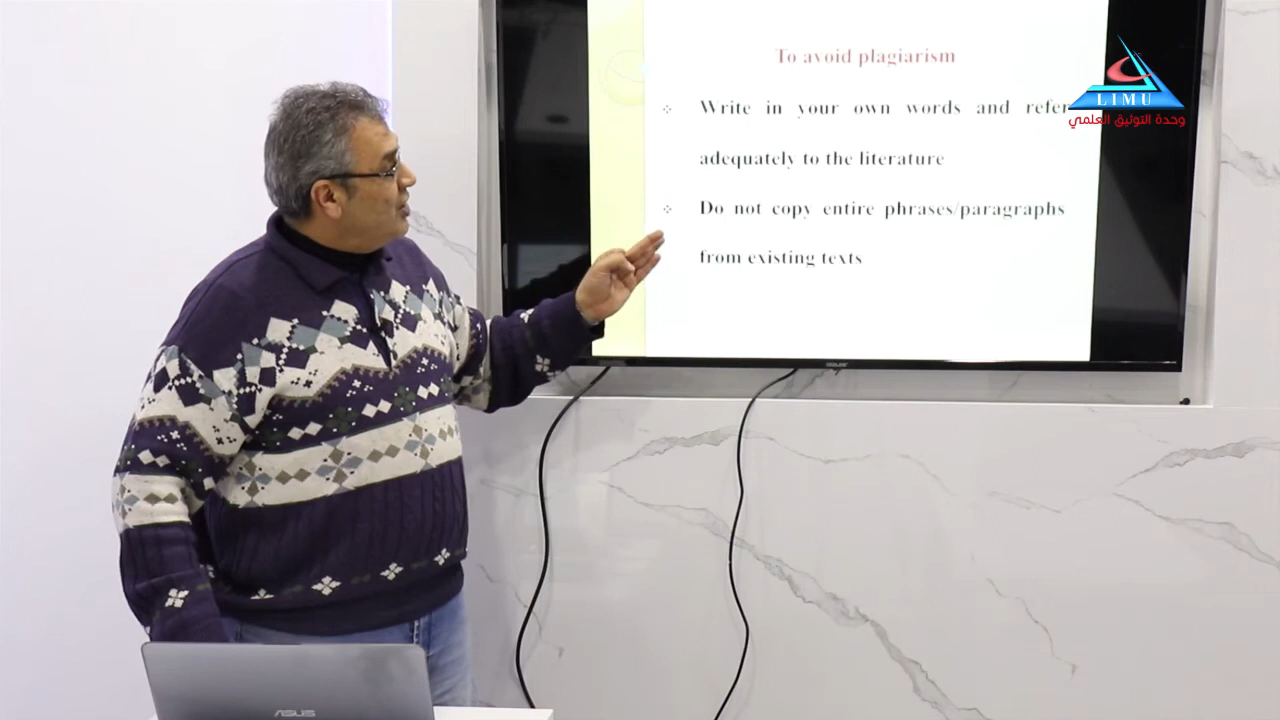 To avoid plagiarism
Write in your own words and refer
adequately to the literature
Do not copy entire phrases/paragraphs
from existing texts
LIMU
وحدة التوثيق العلمي
ASUS
ASUS